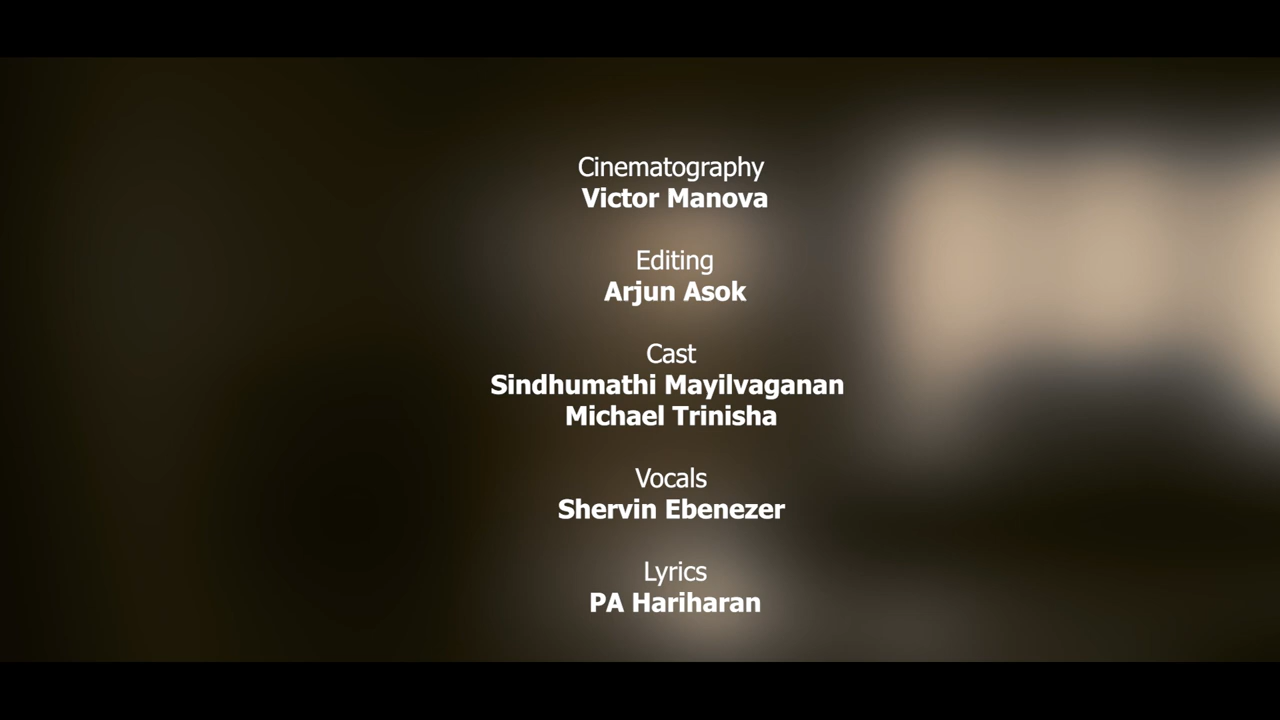 Cinematography
Victor Manova
Editing
Arjun Asok
Cast
Sindhumathi Mayilvaganan
Michael Trinisha
Vocals
Shervin Ebenezer
Lyrics
PA Hariharan